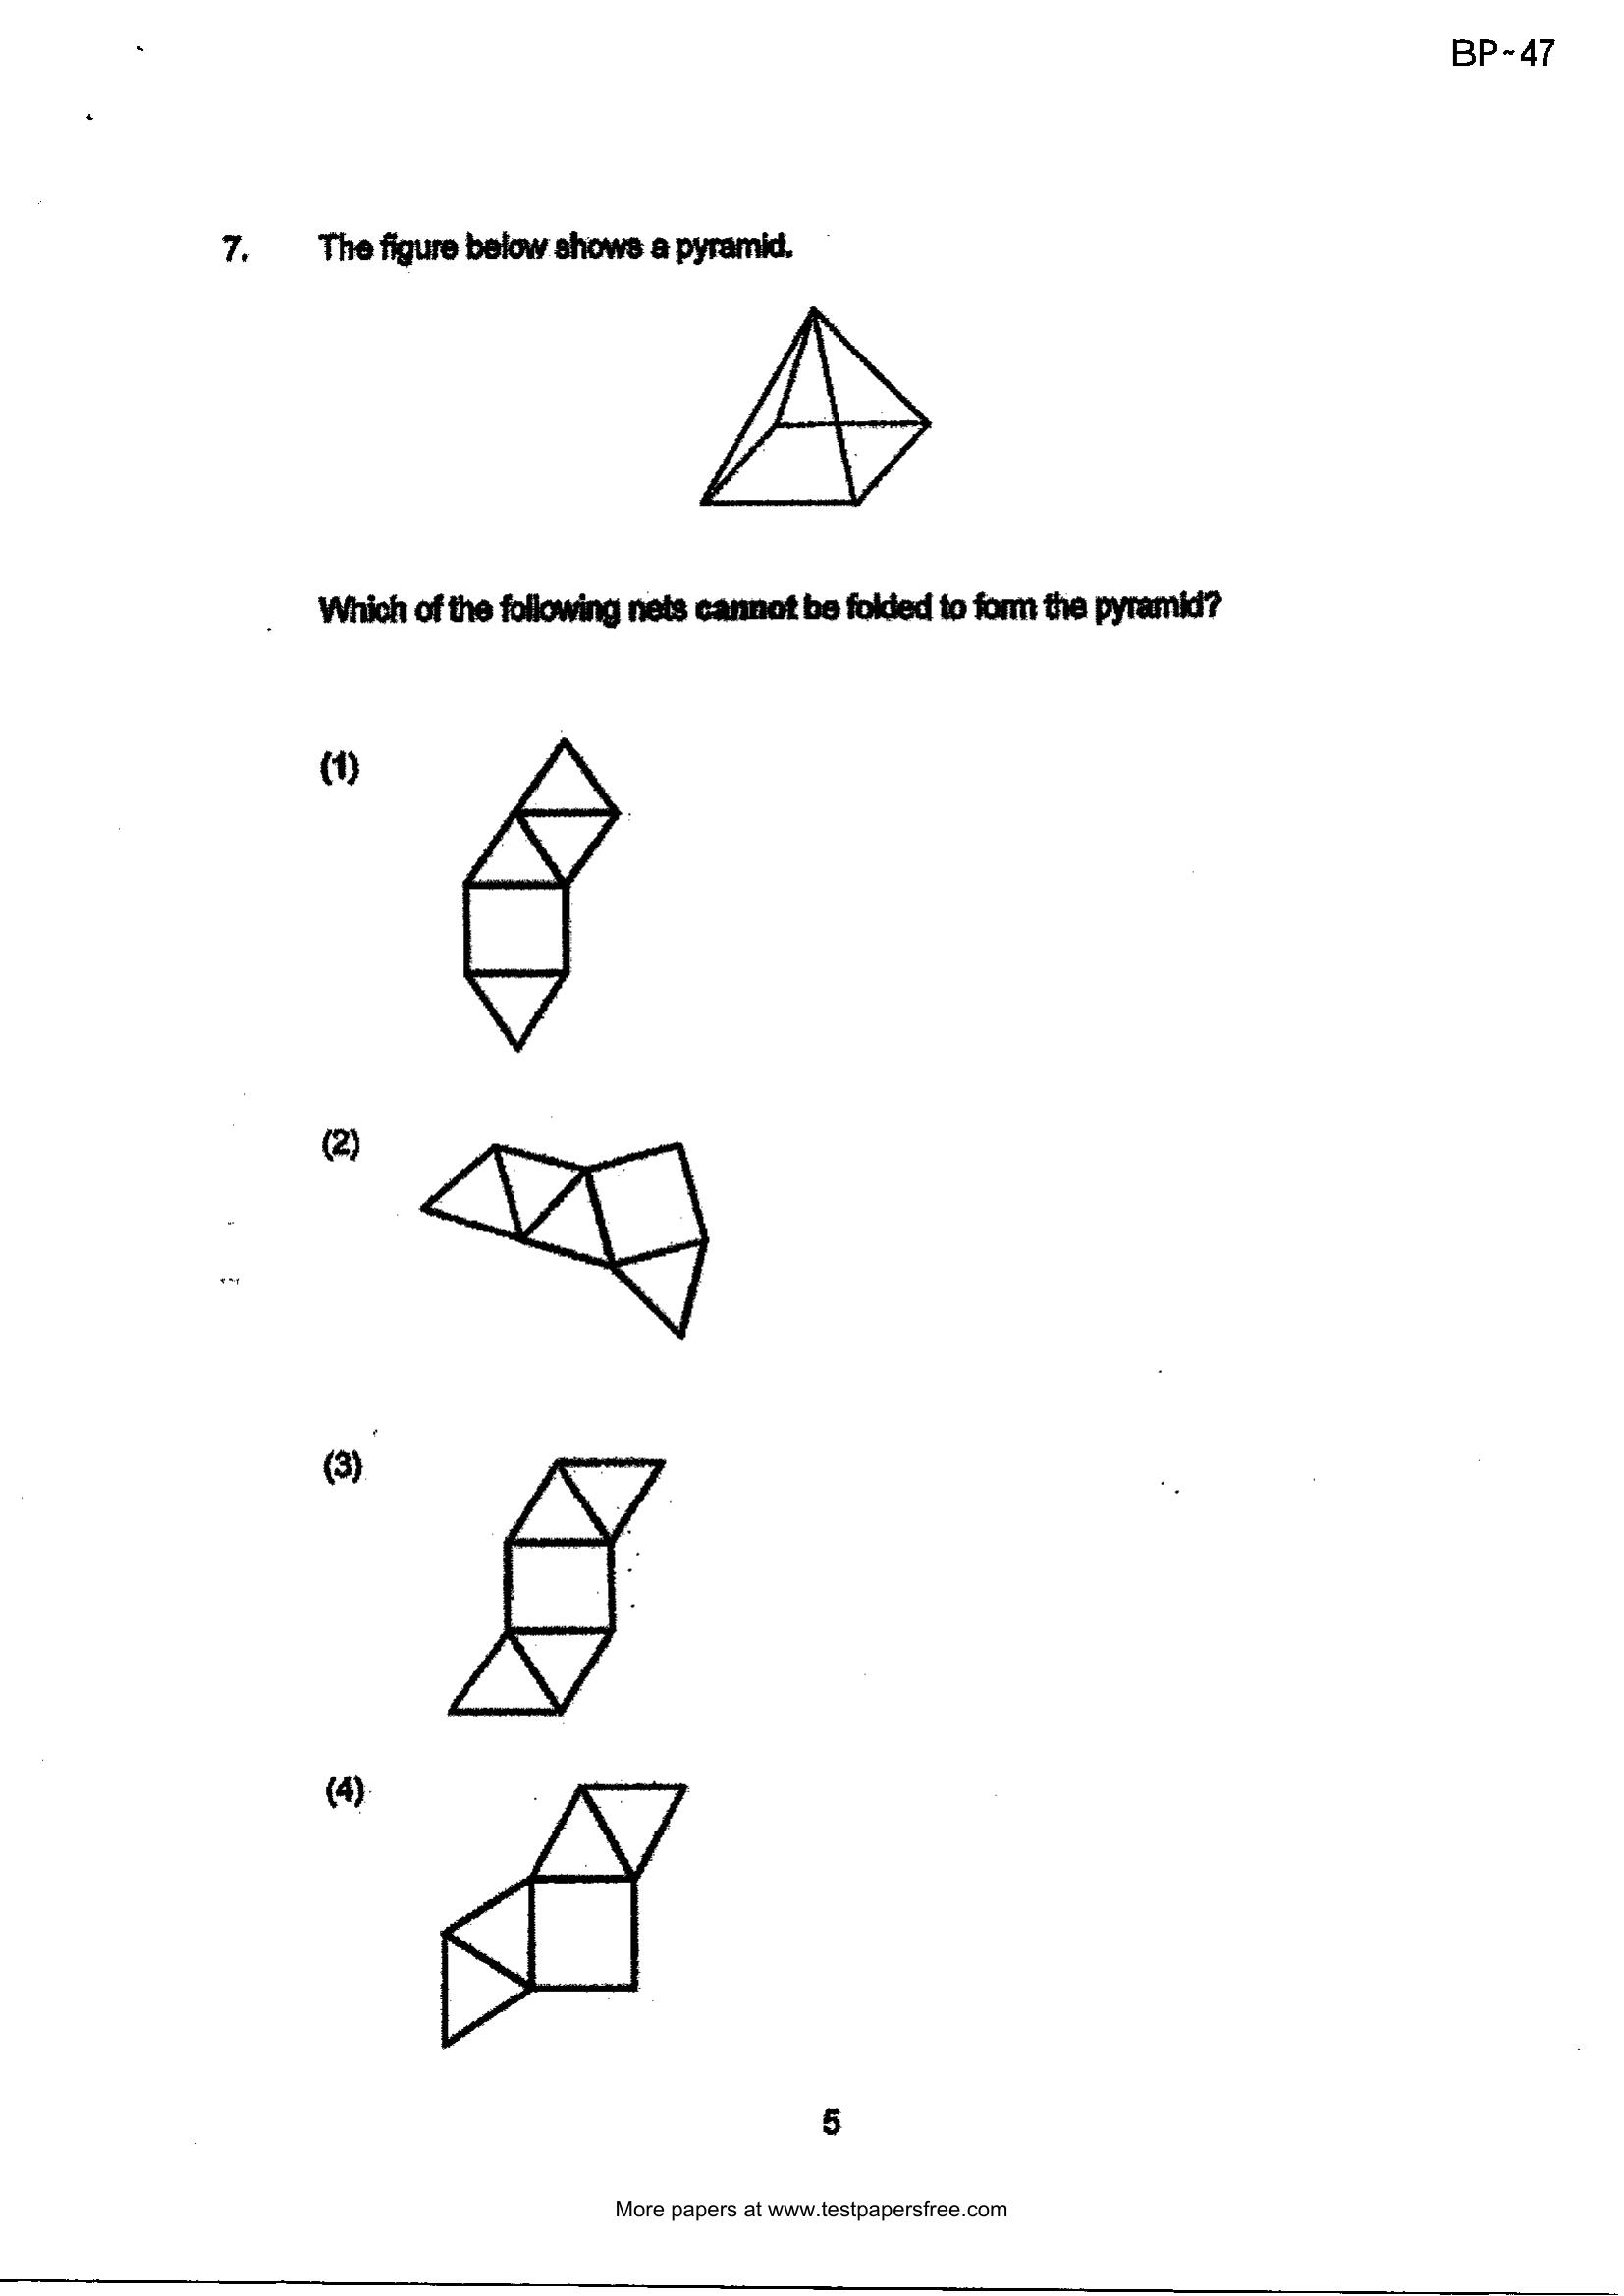 BP~47
7. The figure below shows a pyramid.
Which of the following nets cannot be folded to form the pyramid?
(1)
(2)
(3)
(4)
5
More papers at www.testpapersfree.com